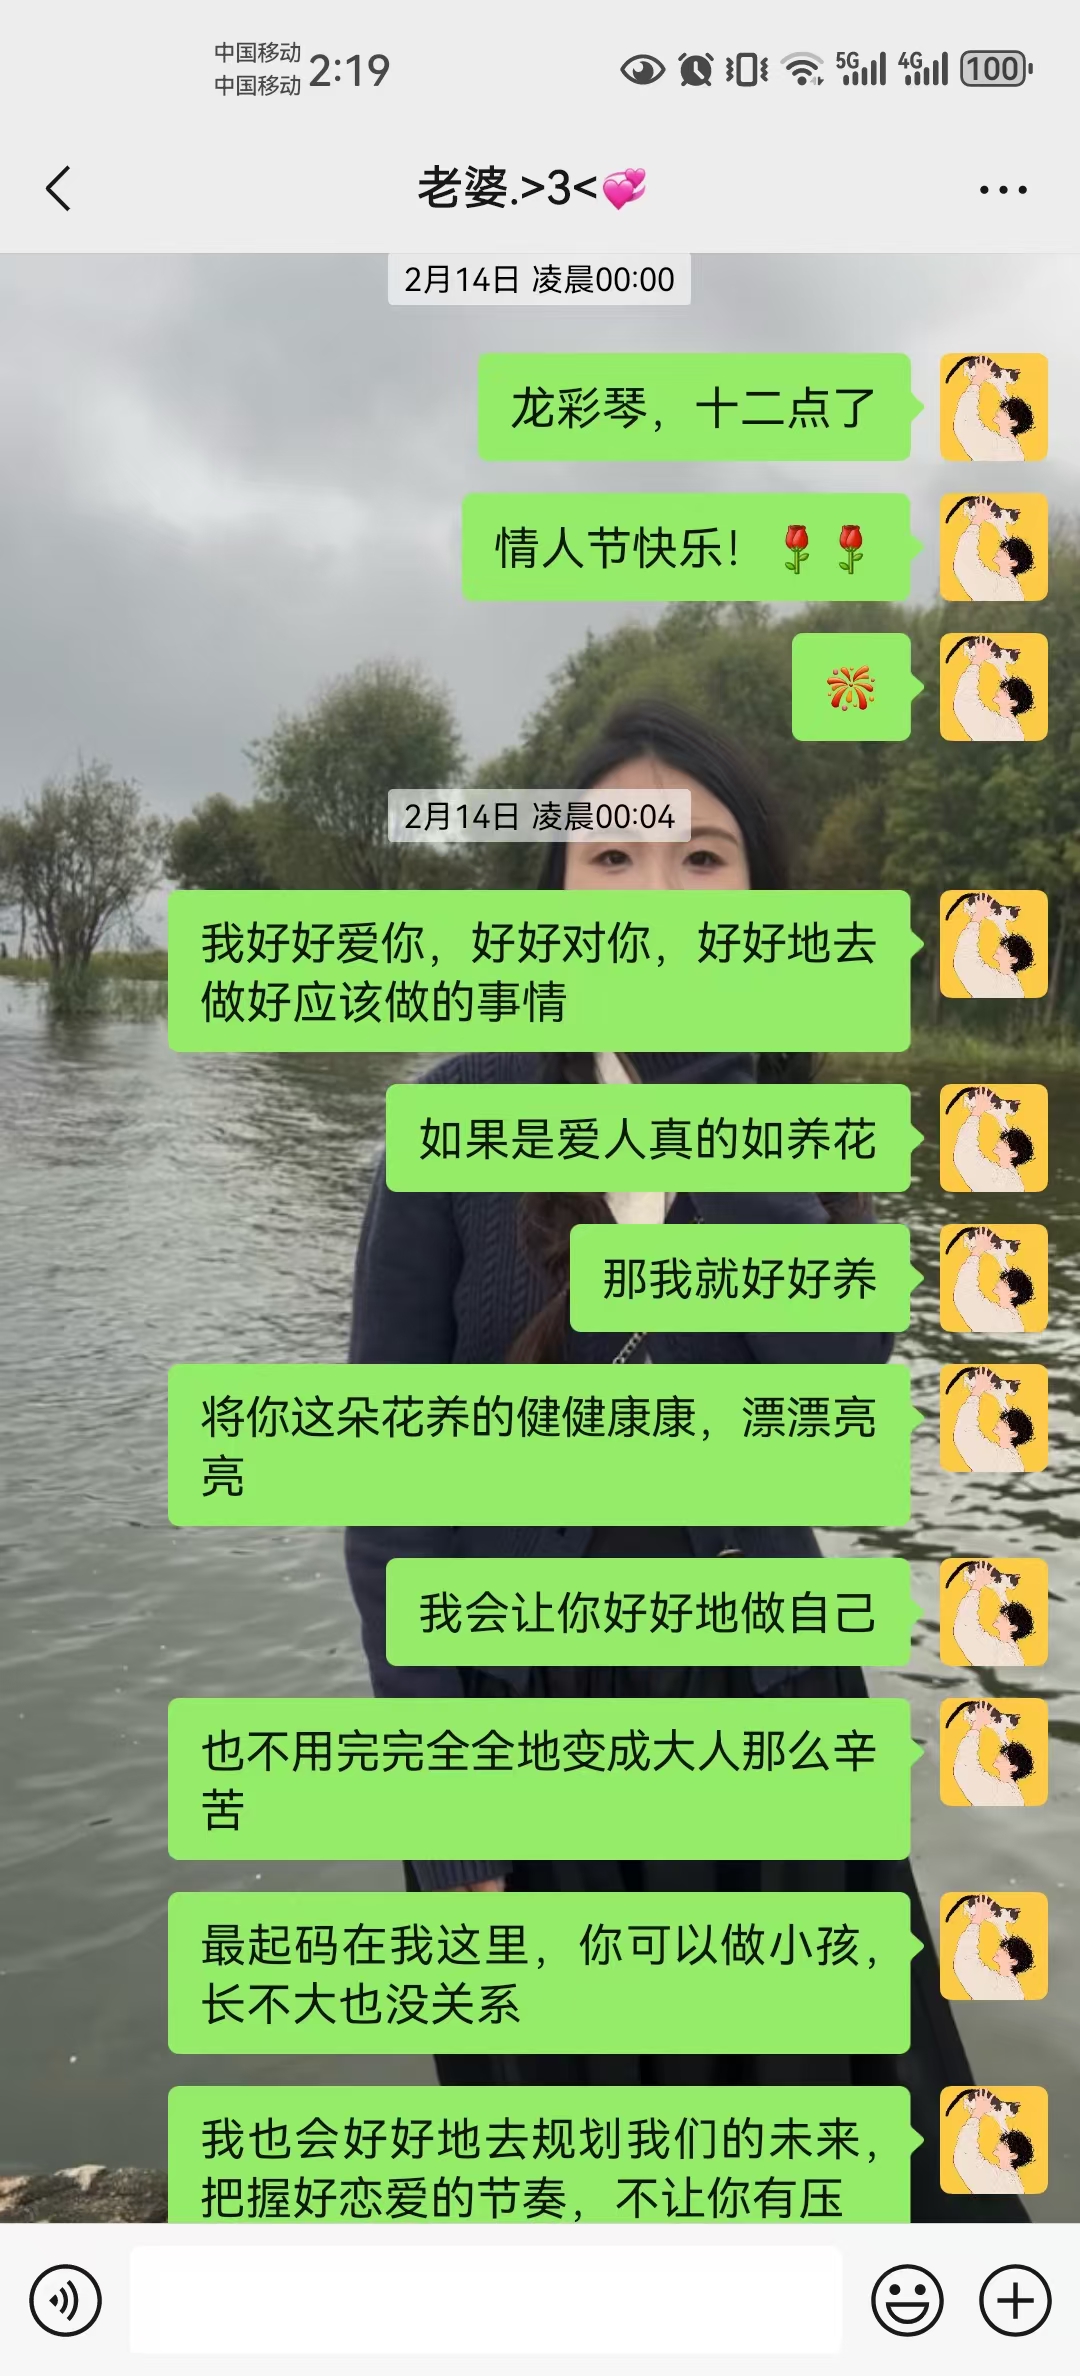 中国移动
中国移动
2:19
5G
4G
100
老婆.>3<💞
2月14日 凌晨00:00
龙彩琴，十二点了
情人节快乐！🌹🌹
🎆
2月14日 凌晨00:04
我好好爱你，好好对你，好好地去
做好应该做的事情
如果是爱人真的如养花
那我就好好养
将你这朵花养的健健康康，漂漂亮
亮
我会让你好好地做自己
也不用完完全全地变成大人那么辛
苦
最起码在我这里，你可以做小孩，
长不大也没关系
我也会好好地去规划我们的未来，
把握好恋爱的节奏，不让你有压